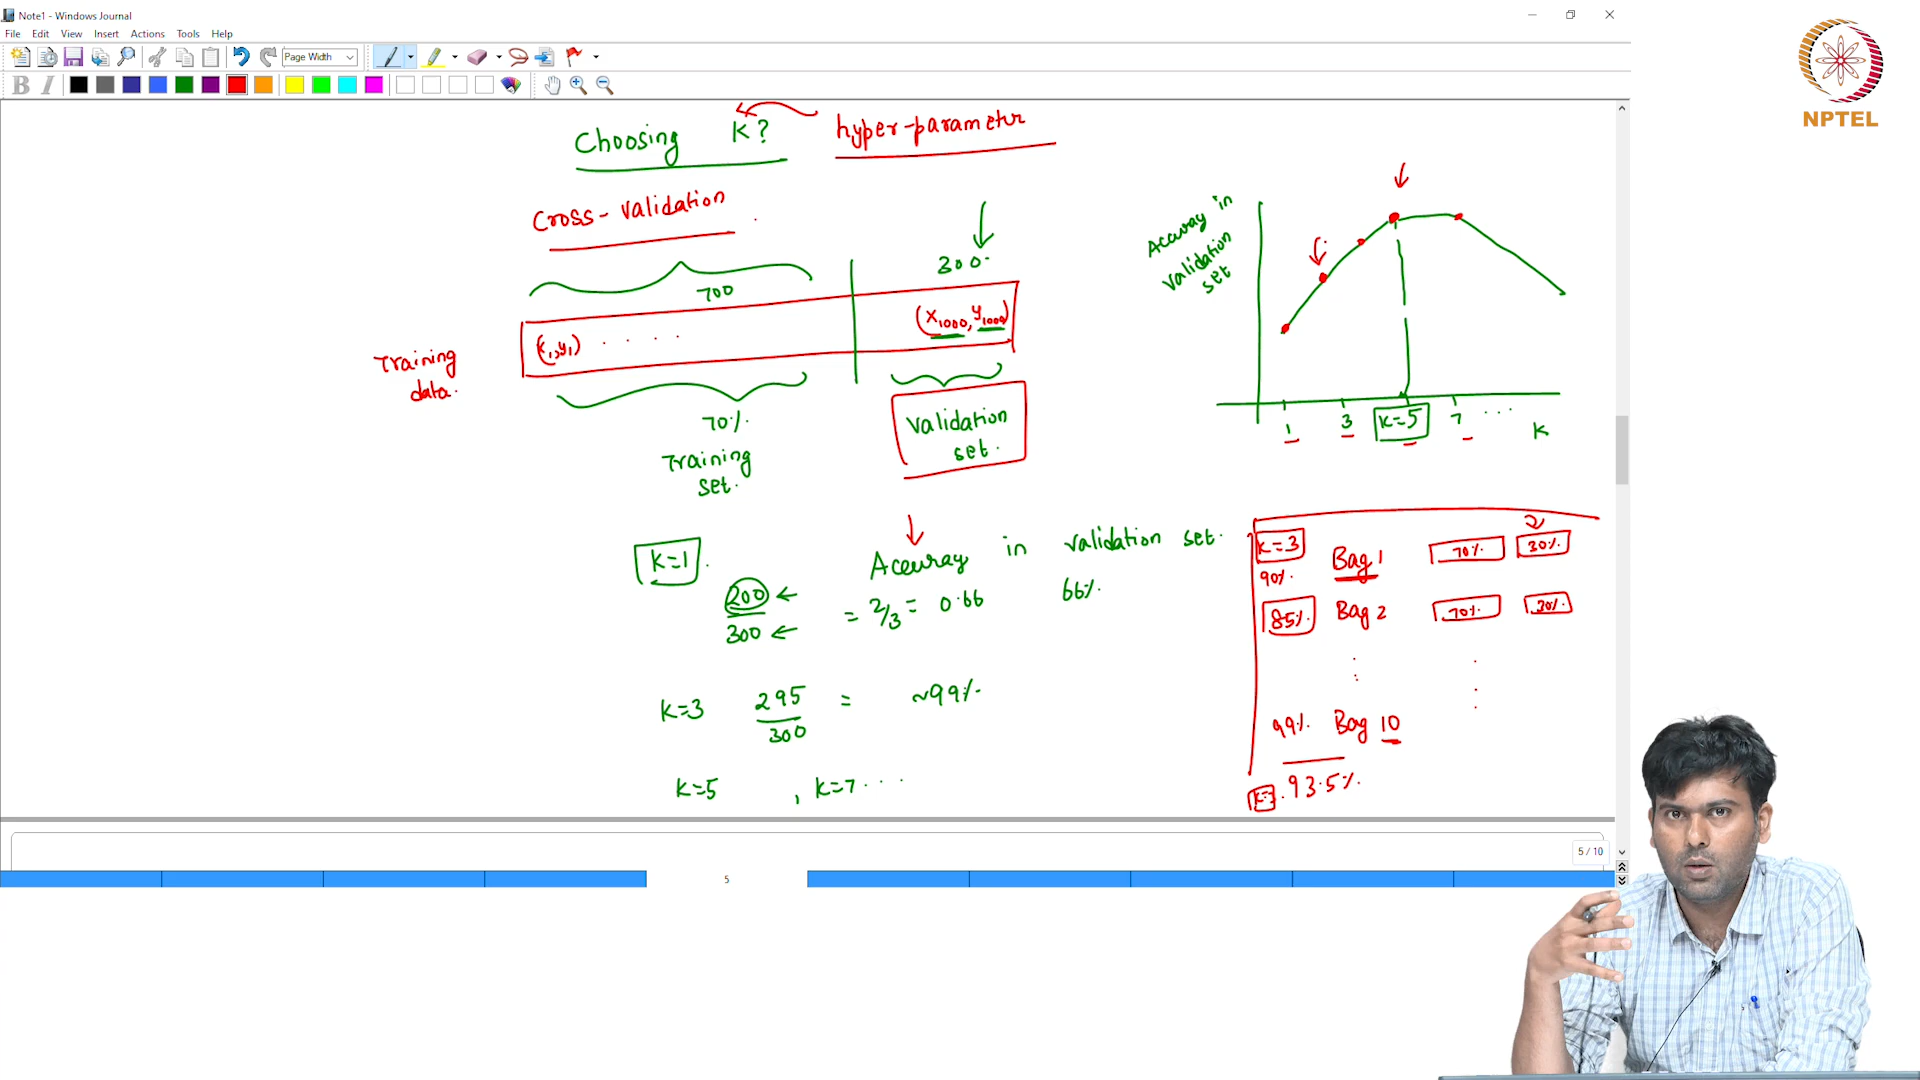 Note1 - Windows Journal
File Edit View Insert Actions Tools Help
Page Width
NPTEL
Choosing K? hyper-parameter
Cross-validation
700
300
Training data.
(x1,y1) . . . . (x1000, y1000)
70%
Training set.
Validation set.
Accuracy in validation set
1 3 K=5 7 ... K
K=1 Accuracy in validation set.
200/300 = 2/3 = 0.66 66%
K=3 295/300 = ~99%
K=5 , K=7 ...
K=3 Bag 1 70% 30%
90%
85% Bag 2 70% 30%
99% Bag 10
93.5%
5 / 10
5